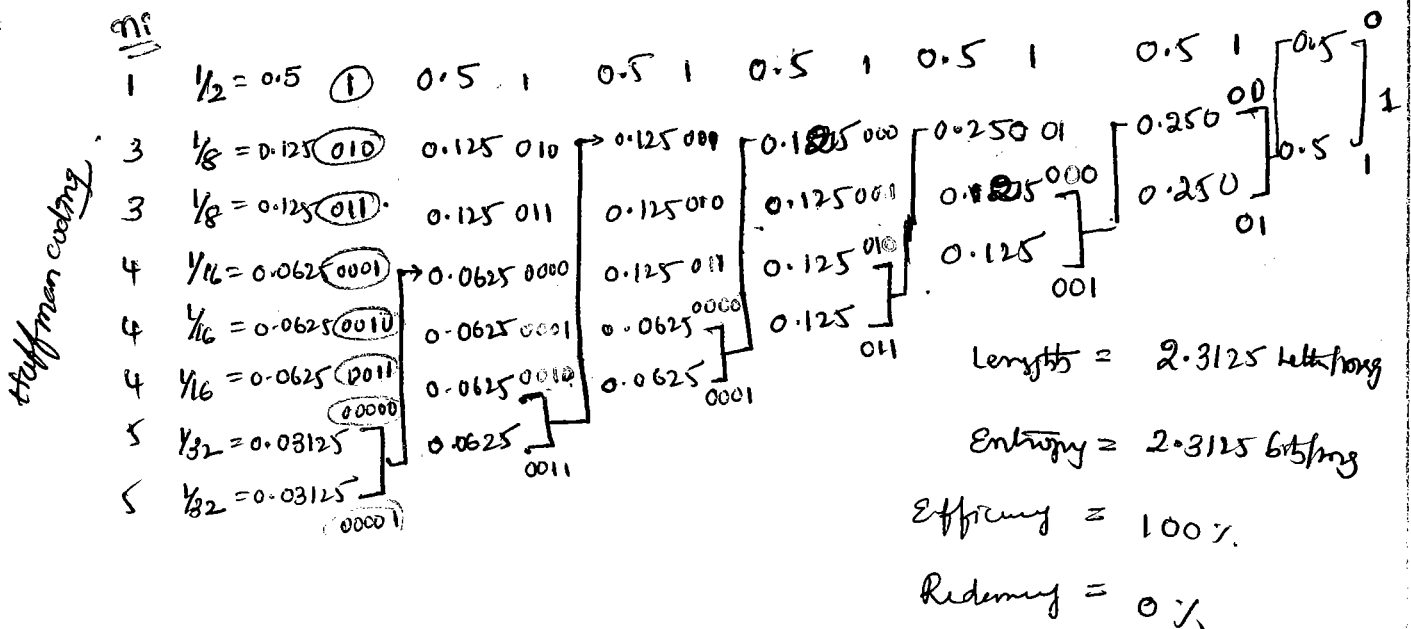 ni
1 1/2 = 0.5 1 0.5 1 0.5 1 0.5 1 0.5 1 0.5 1 0.5 0
3 1/8 = 0.125 010 0.125 010 0.125 001 0.125 000 0.250 01 0.250 00 0.5 1 1
3 1/8 = 0.125 011 0.125 011 0.125 010 0.125 001 0.125 000 0.250 01
4 1/16 = 0.0625 0001 0.0625 0000 0.125 011 0.125 010 0.125 001
4 1/16 = 0.0625 0010 0.0625 0001 0.0625 0000 0.125 011
4 1/16 = 0.0625 0011 0.0625 0010 0.0625 0001
5 1/32 = 0.03125 00000 0.0625 0011
5 1/32 = 0.03125 00001
Huffman coding
= 2.3125
Entropy = 2.3125
= 100 %
= 0 %